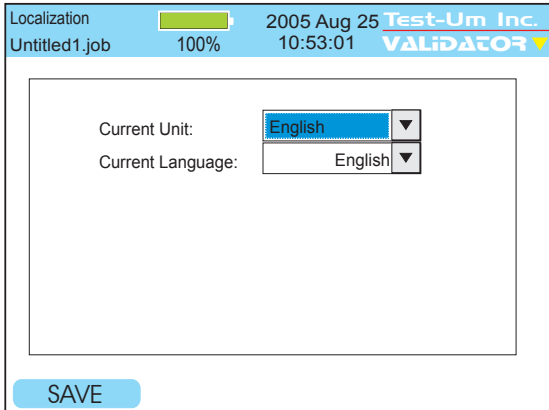 Localization
Untitled1.job
100%
2005 Aug 25
10:53:01
Test-Um Inc.
VALiDATOR
Current Unit: English
Current Language: English
SAVE